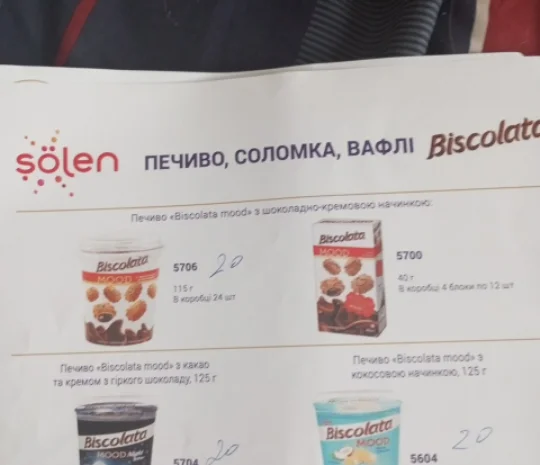 şölen
ПЕЧИВО, СОЛОМКА, ВАФЛІ
Biscolata
Печиво «Biscolata mood» з шоколадно-кремовою начинкою:
Biscolata
MOOD
5706 20
115 г
В коробці 24 шт
Biscolata
MOOD
5700
40 г
В коробці 4 блоки по 12 шт
Печиво «Biscolata mood» з какао
та кремом з гіркого шоколаду, 125 г
Biscolata
MOOD
5704 20
Печиво «Biscolata mood» з
кокосовою начинкою, 125 г
Biscolata
MOOD
5604 20